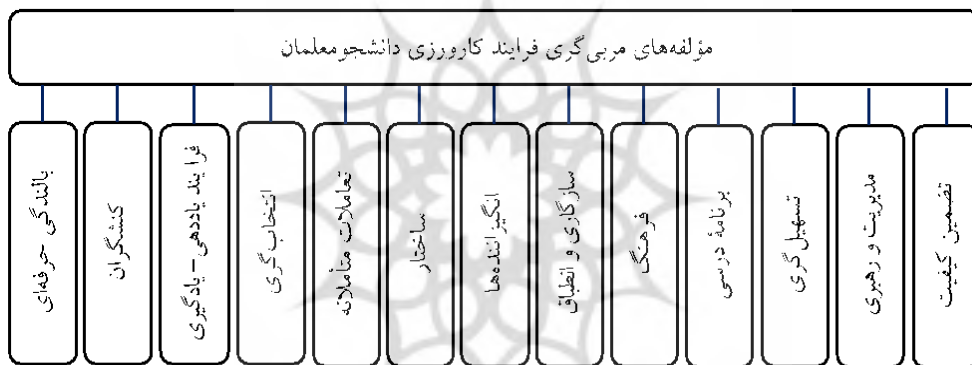 مؤلفه‌های مربی‌گری فرایند کارورزی دانشجومعلمان
تضمین کیفیت
مدیریت و رهبری
تسهیل‌گری
برنامهٔ درسی
فرهنگ
سازگاری و انطباق
انگیزاننده‌ها
ساختار
تعاملات متأملانه
انتخاب‌گری
فرایند یاددهی-یادگیری
کنشگران
بالندگی حرفه‌ای